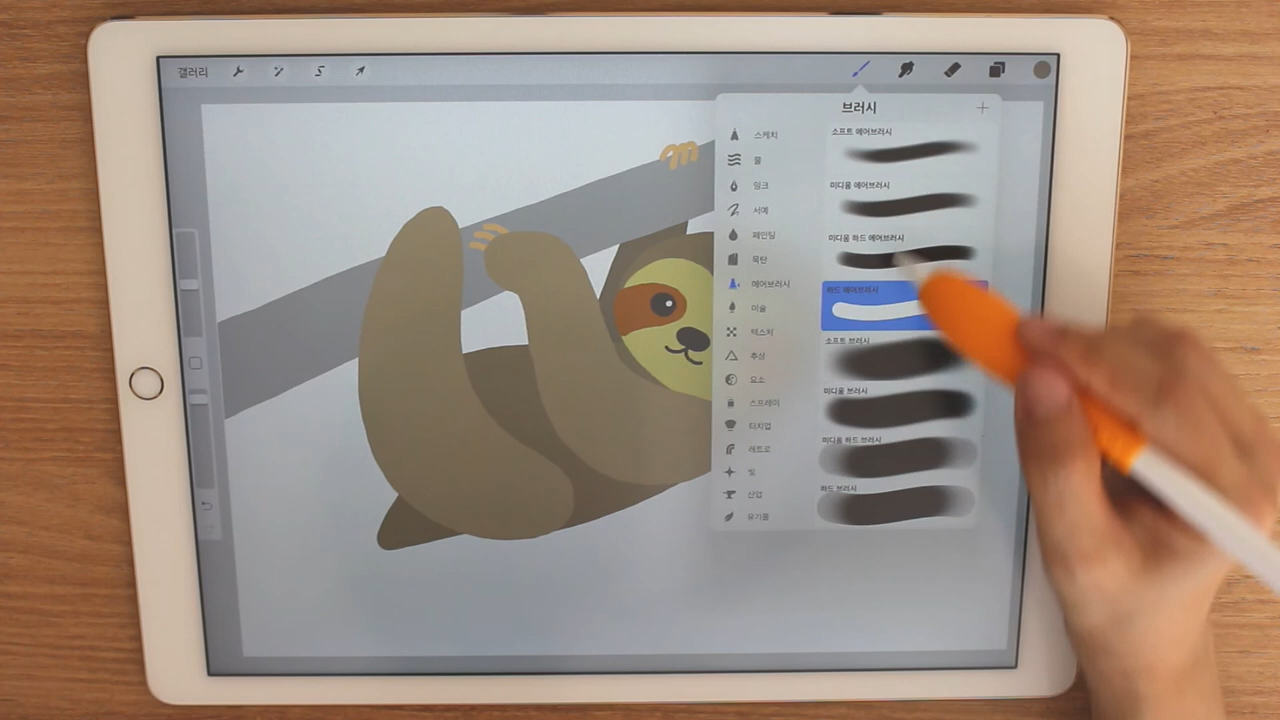 갤러리
브러시
스케치
물
잉크
서예
페인팅
목탄
에어브러시
미술
텍스처
추상
요소
스프레이
터치업
레트로
빛
산업
유기물
소프트 에어브러시
미디움 에어브러시
미디움 하드 에어브러시
하드 에어브러시
소프트 브러시
미디움 브러시
미디움 하드 브러시
하드 브러시